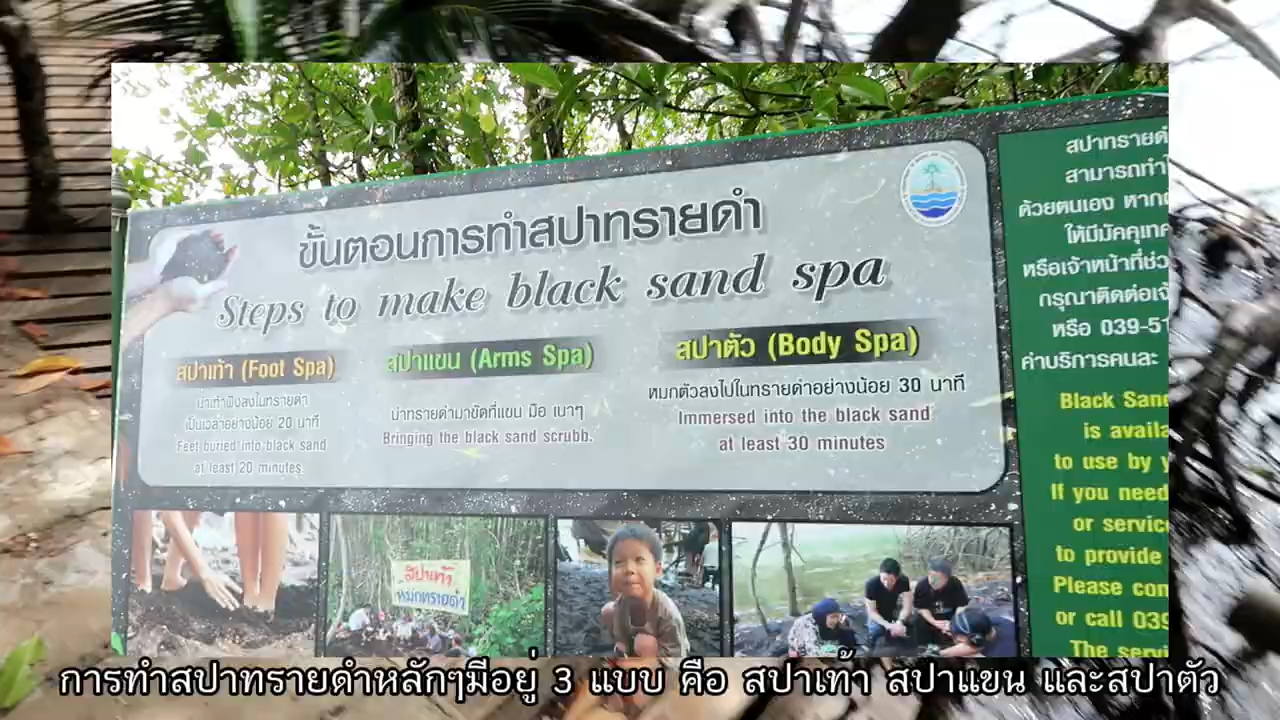 ขั้นตอนการทำสปาทรายดำ
Steps to make black sand spa
สปาเท้า (Foot Spa)
นำเท้าฝังลงในทรายดำ
เป็นเวลาอย่างน้อย 20 นาที
Feet buried into black sand
at least 20 minutes.
สปาแขน (Arms Spa)
นำทรายดำมาขัดที่แขน มือ เบาๆ
Bringing the black sand scrubb.
สปาตัว (Body Spa)
หมกตัวลงไปในทรายดำอย่างน้อย 30 นาที
Immersed into the black sand
at least 30 minutes
สปาทรายดำ
สามารถทำ
ด้วยตนเอง หาก
ให้มีมัคคุเทศ
หรือเจ้าหน้าที่ช่ว
กรุณาติดต่อเจ้
หรือ 039-51
ค่าบริการคนละ
Black Sand
is availa
to use by y
If you need
or servic
to provide
Please con
or call 039
The servi
สปาเท้า
หมกทรายดำ
การทำสปาทรายดำหลักๆมีอยู่ 3 แบบ คือ สปาเท้า สปาแขน และสปาตัว